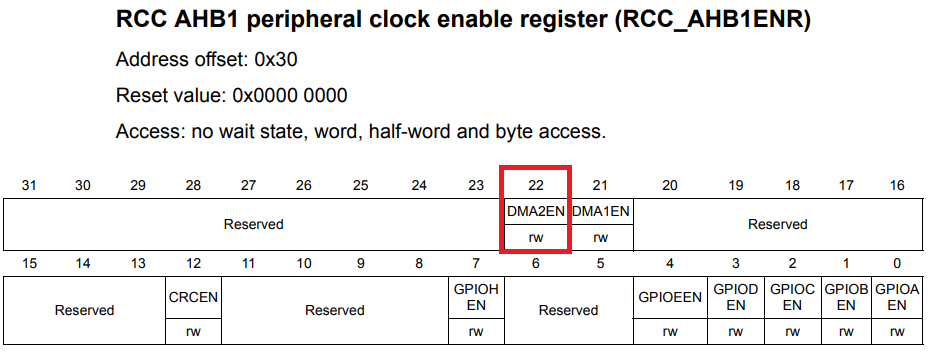 RCC AHB1 peripheral clock enable register (RCC_AHB1ENR)
Address offset: 0x30
Reset value: 0x0000 0000
Access: no wait state, word, half-word and byte access.
31 30 29 28 27 26 25 24 23 22 21 20 19 18 17 16
Reserved DMA2EN DMA1EN Reserved
rw rw
15 14 13 12 11 10 9 8 7 6 5 4 3 2 1 0
Reserved CRCEN Reserved GPIOH EN Reserved GPIOEEN GPIOD EN GPIOC EN GPIOB EN GPIOA EN
rw rw rw rw rw rw rw